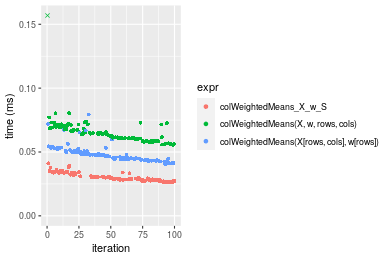 0.15
0.10
0.05
0.00
time (ms)
0
25
50
75
100
iteration
expr
colWeightedMeans_X_w_S
colWeightedMeans(X, w, rows, cols)
colWeightedMeans(X[rows, cols], w[rows])